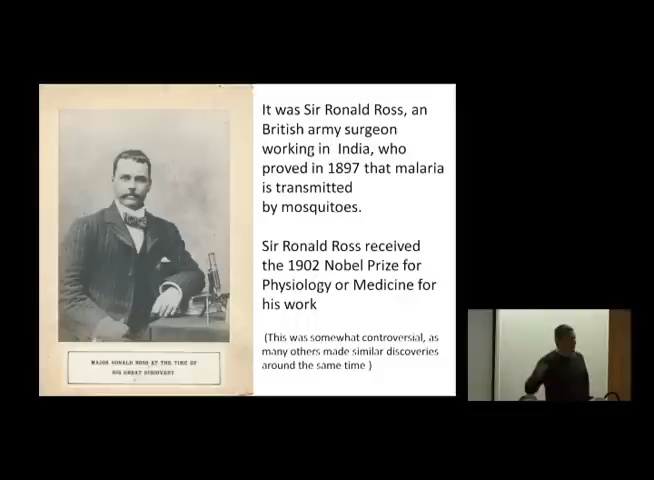 It was Sir Ronald Ross, an
British army surgeon
working in India, who
proved in 1897 that malaria
is transmitted
by mosquitoes.
Sir Ronald Ross received
the 1902 Nobel Prize for
Physiology or Medicine for
his work
(This was somewhat controversial, as
many others made similar discoveries
around the same time )
MAJOR RONALD ROSS AT THE TIME OF
HIS GREAT DISCOVERY